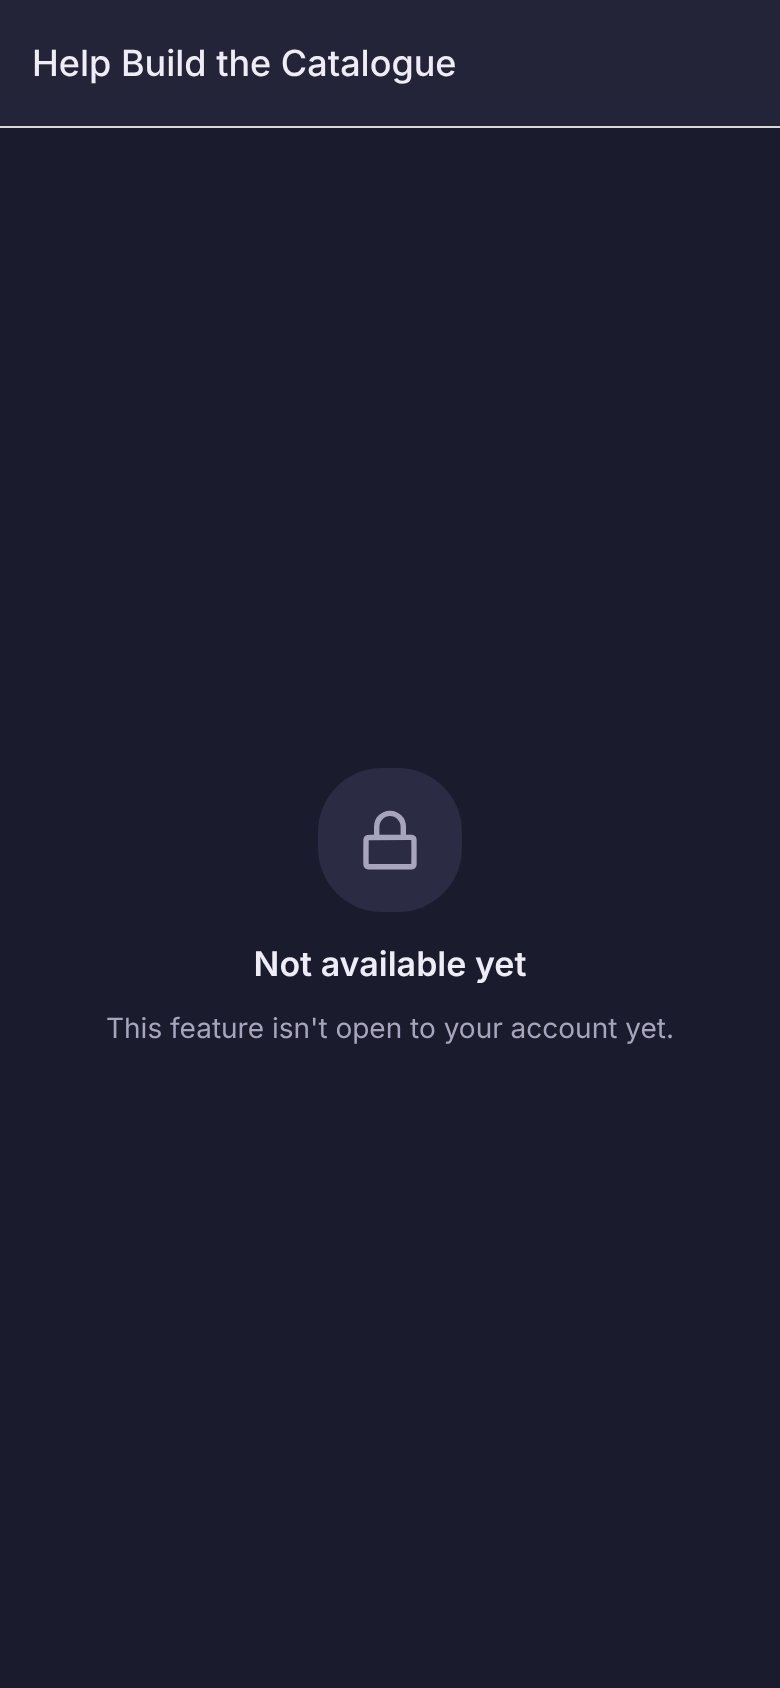 Help Build the Catalogue
Not available yet
This feature isn't open to your account yet.